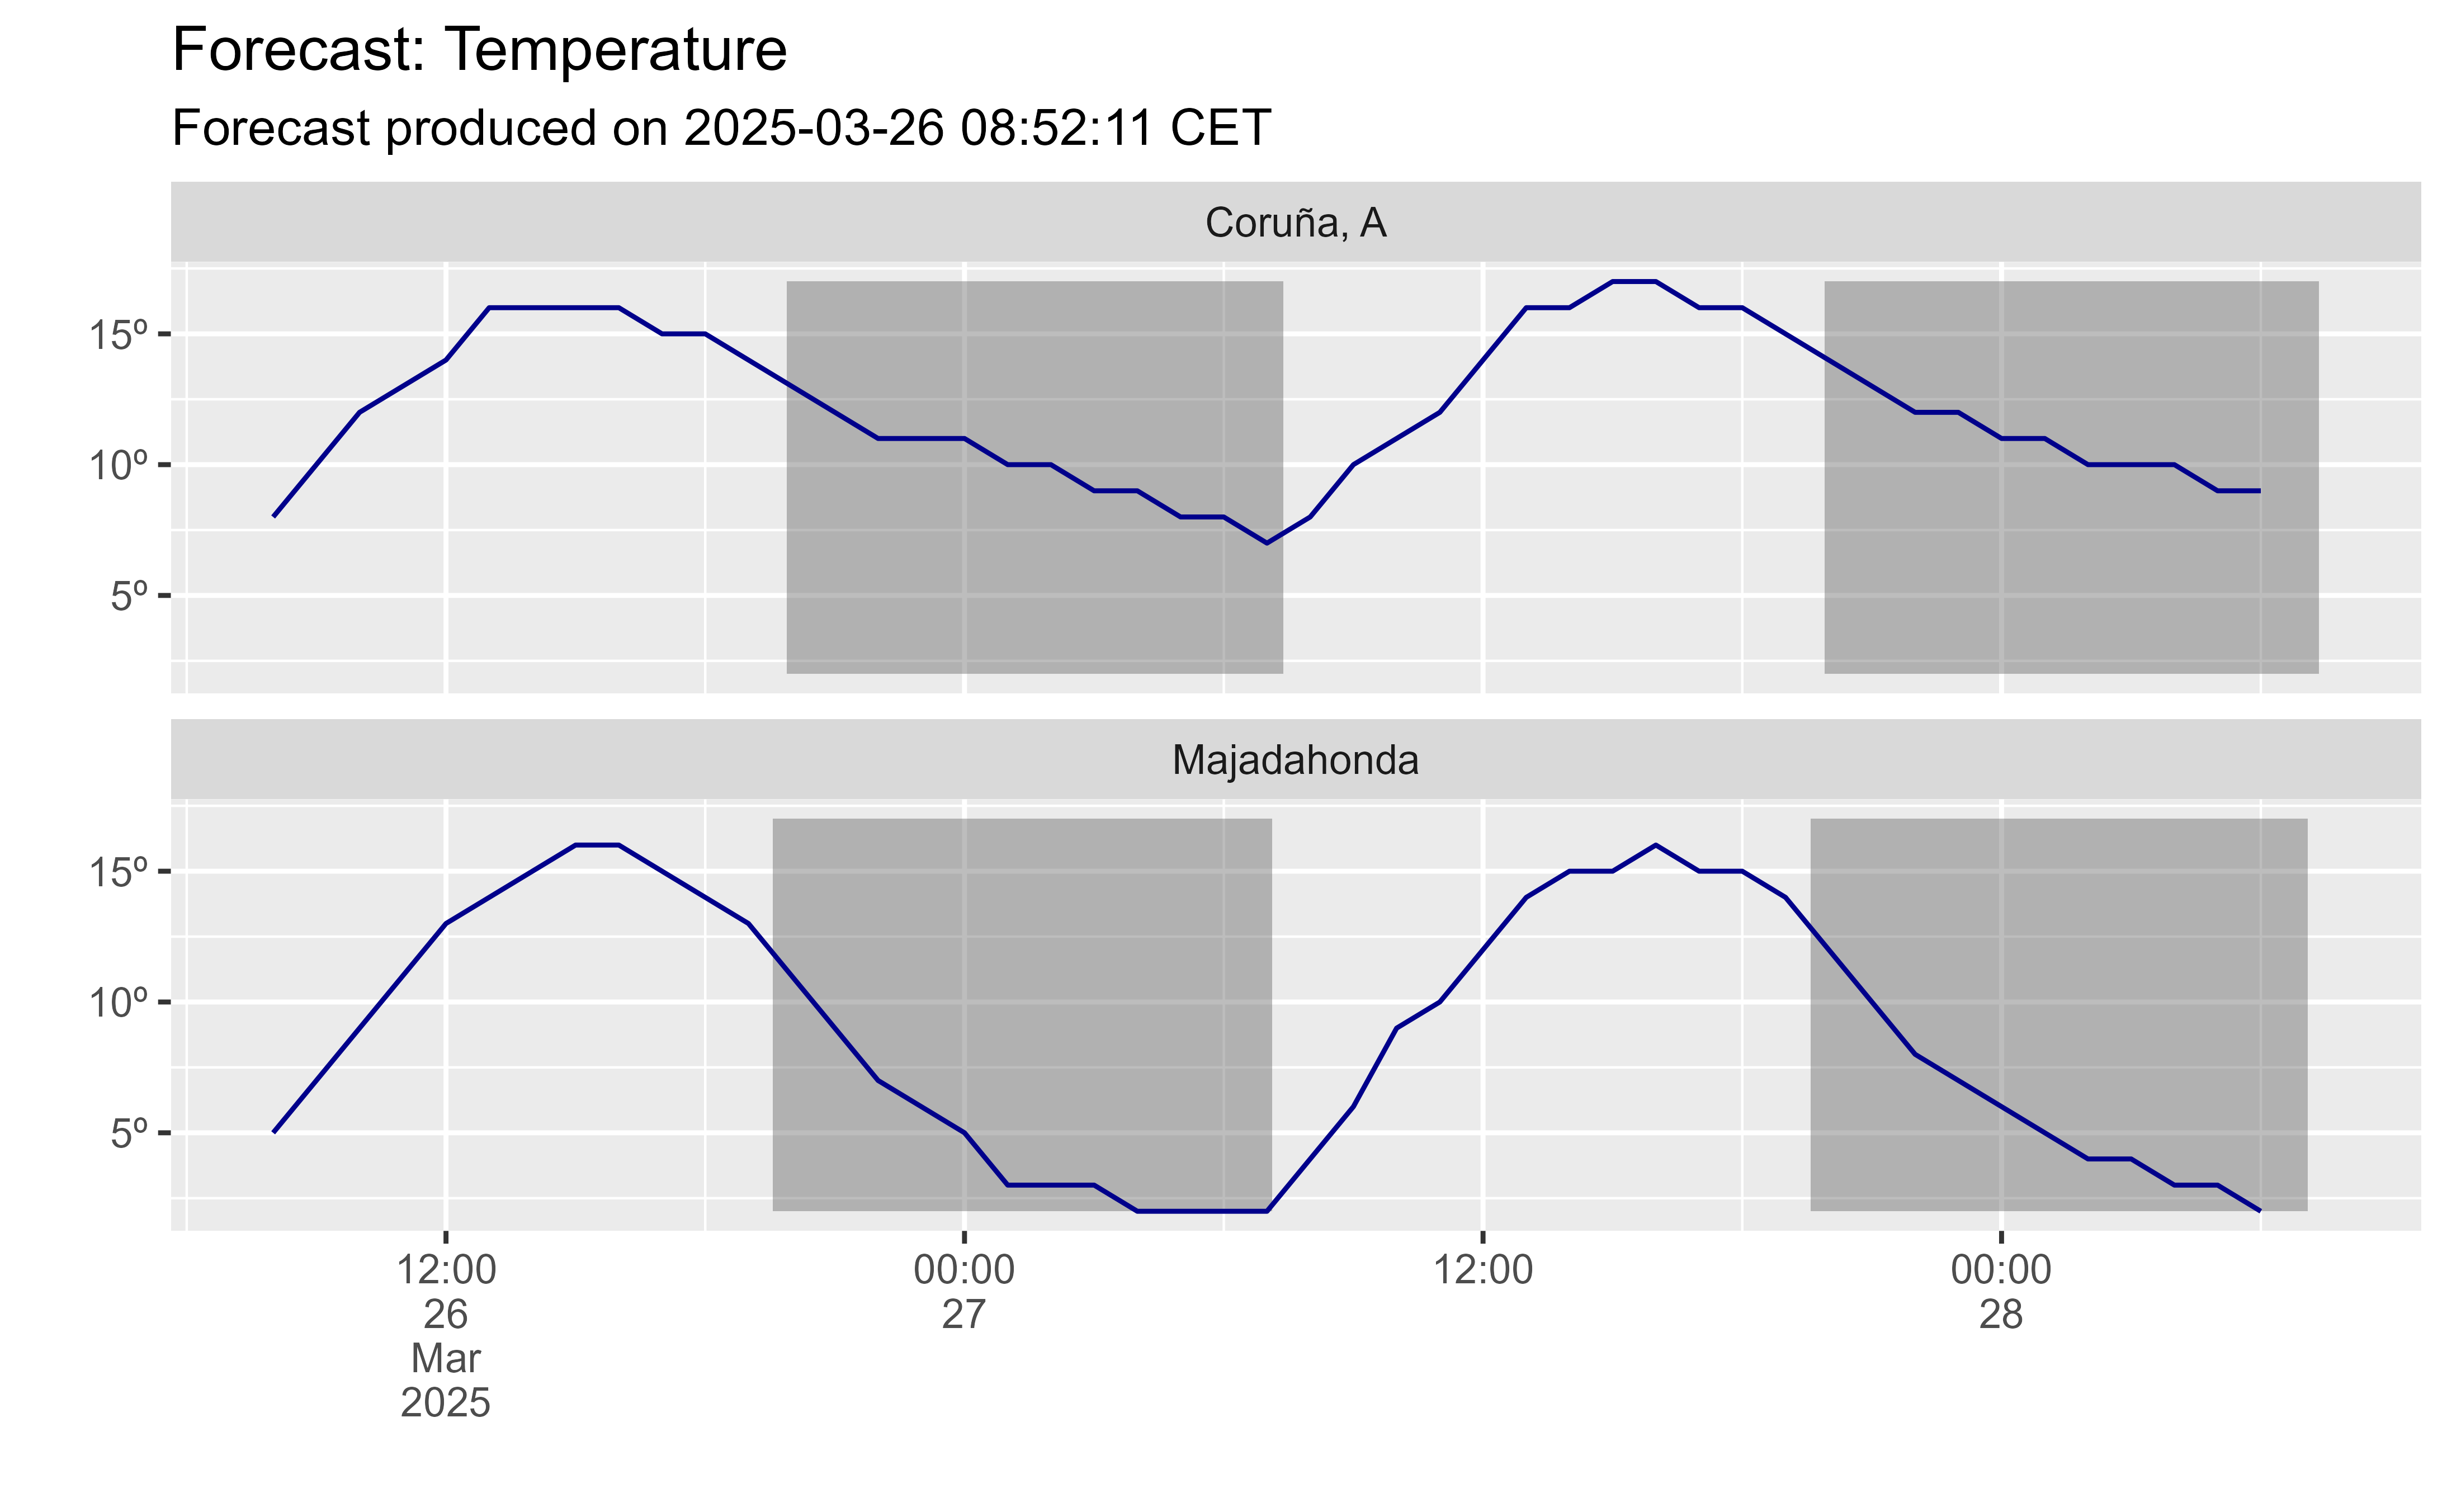 Forecast: Temperature
Forecast produced on 2025-03-26 08:52:11 CET
Coruña, A
15º
10º
5º
Majadahonda
15º
10º
5º
12:00 00:00 12:00 00:00
26 27 28
Mar
2025